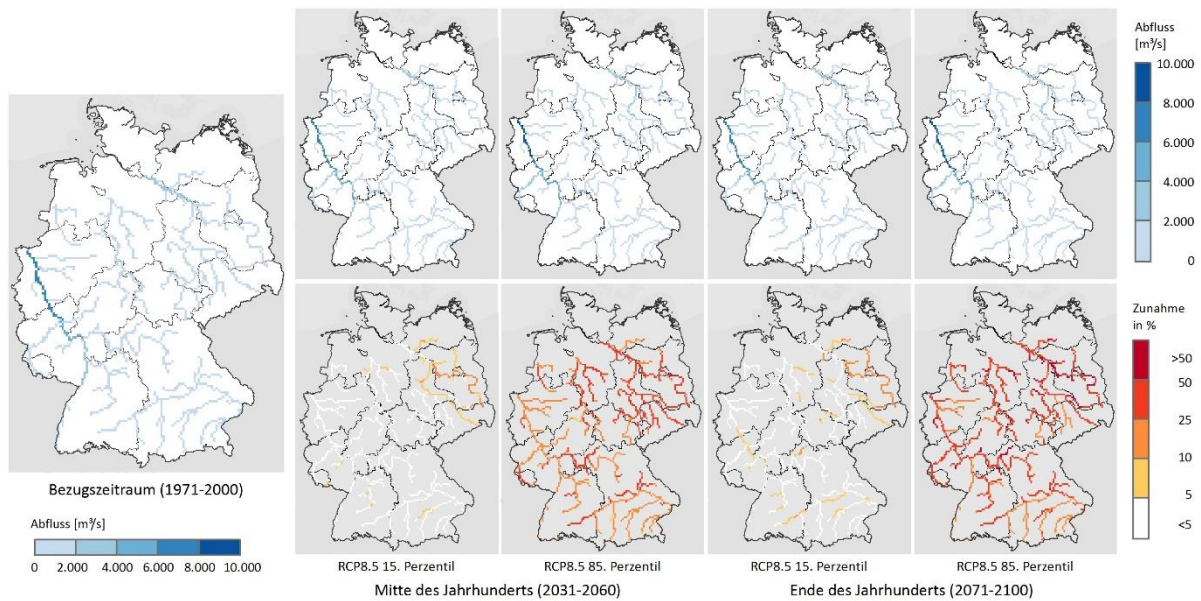 Abfluss
[m³/s]
10.000
8.000
6.000
4.000
2.000
0
Bezugszeitraum (1971-2000)
Abfluss [m³/s]
0 2.000 4.000 6.000 8.000 10.000
Zunahme
in %
>50
50
25
10
5
<5
RCP8.5 15. Perzentil
RCP8.5 85. Perzentil
RCP8.5 15. Perzentil
RCP8.5 85. Perzentil
Mitte des Jahrhunderts (2031-2060)
Ende des Jahrhunderts (2071-2100)